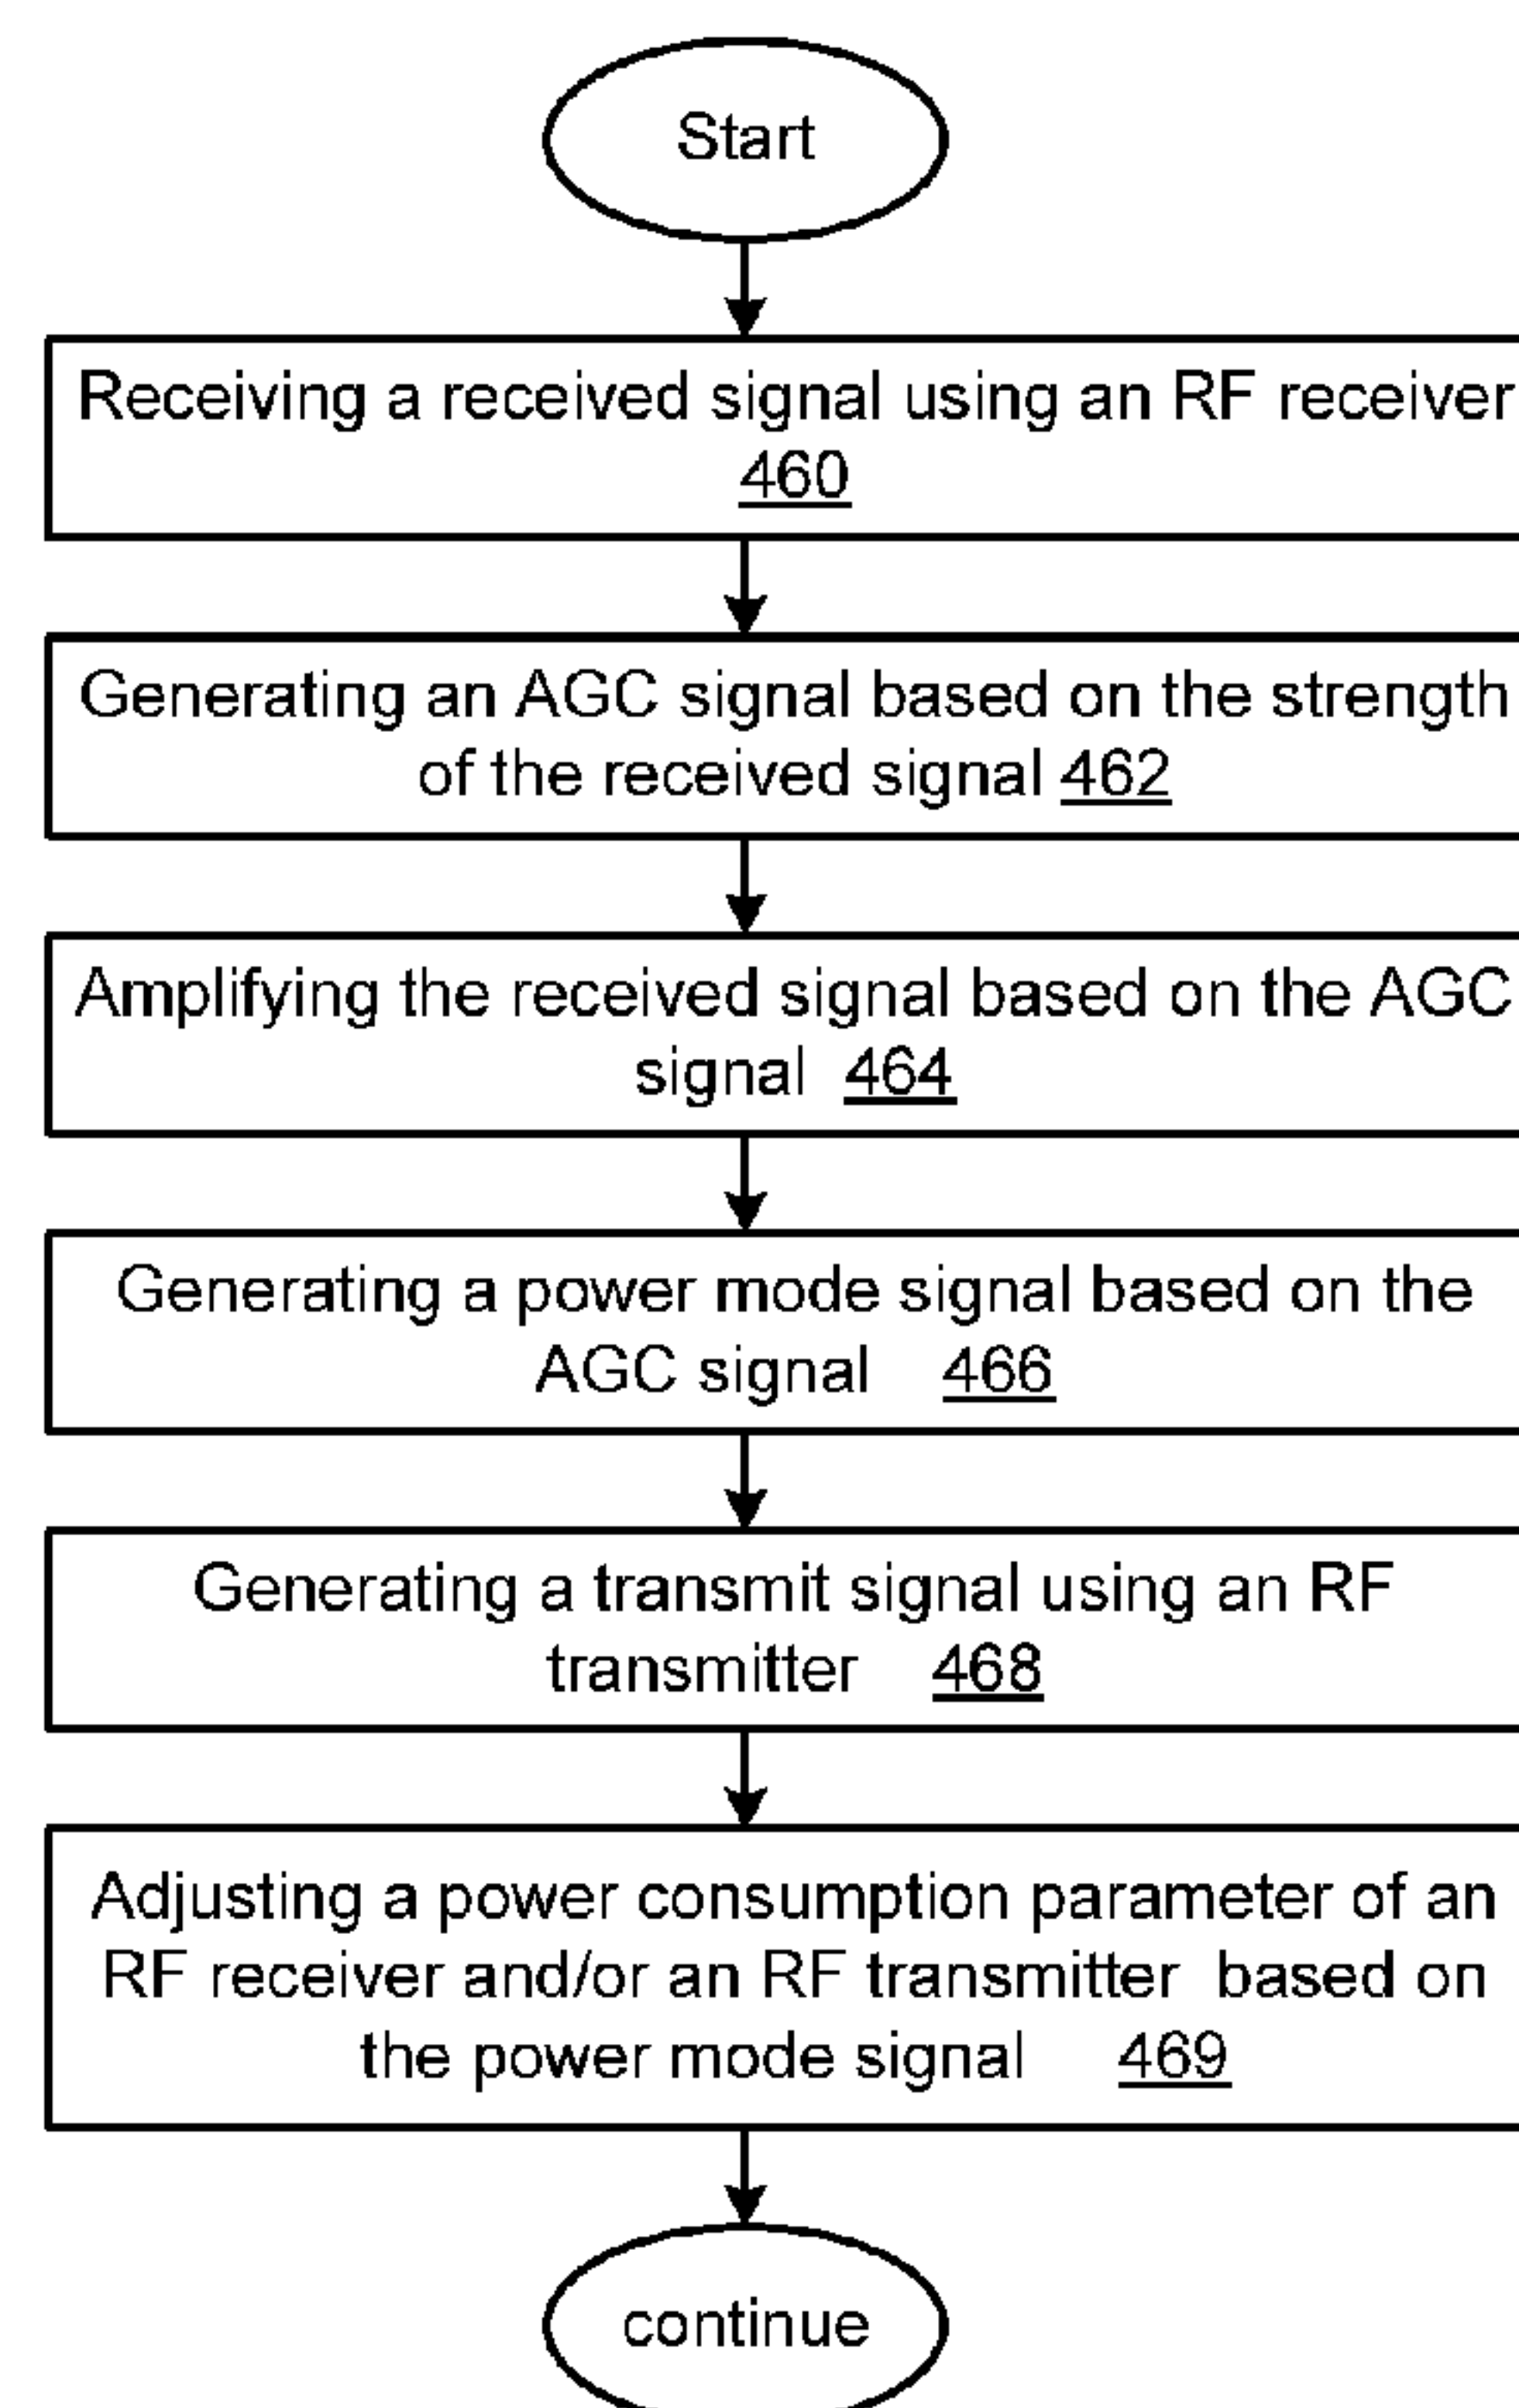 Start
Receiving a received signal using an RF receiver
460
Generating an AGC signal based on the strength
of the received signal 462
Amplifying the received signal based on the AGC
signal 464
Generating a power mode signal based on the
AGC signal 466
Generating a transmit signal using an RF
transmitter 468
Adjusting a power consumption parameter of an
RF receiver and/or an RF transmitter based on
the power mode signal 469
continue